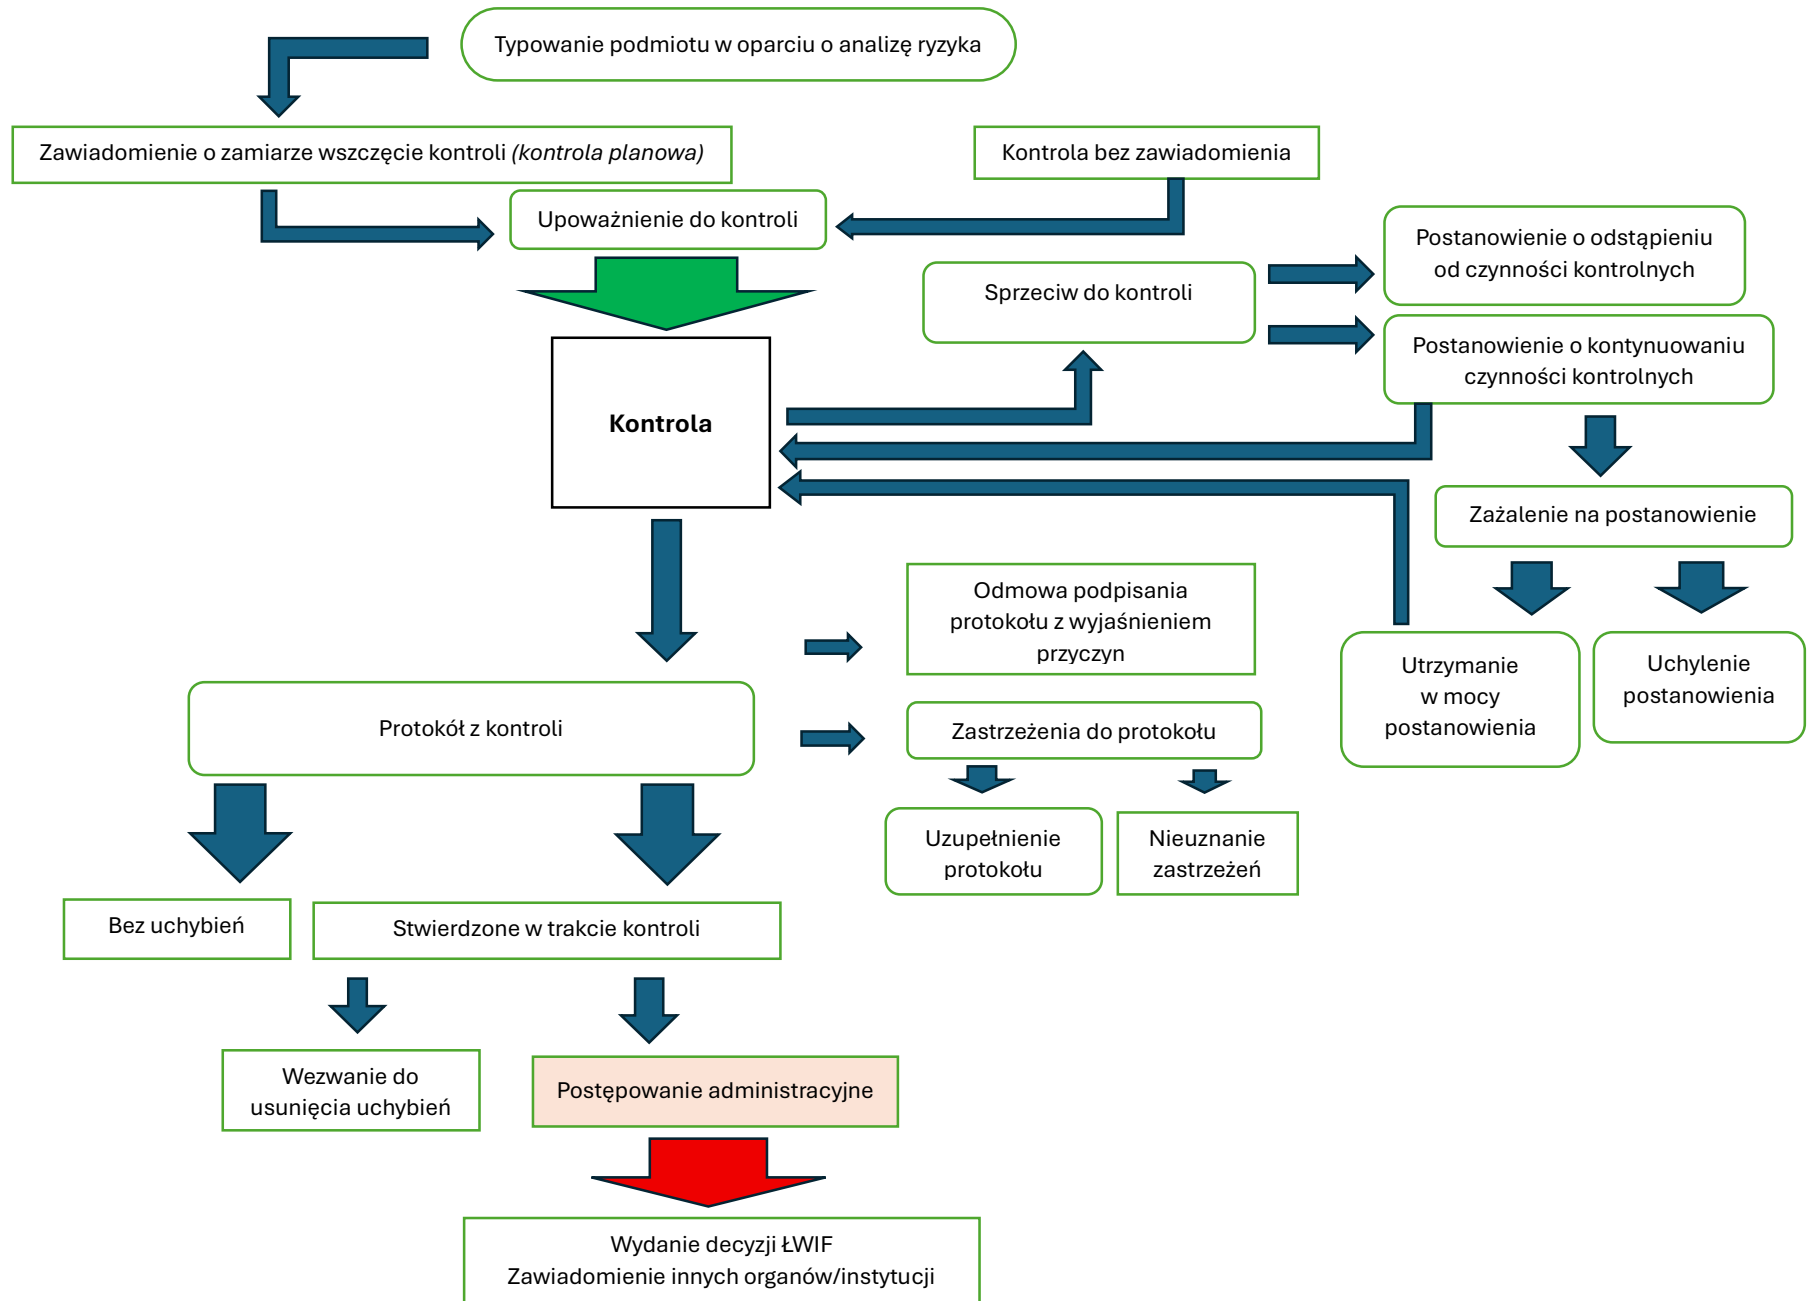 Typowanie podmiotu w oparciu o analizę ryzyka
Zawiadomienie o zamiarze wszczęcie kontroli (kontrola planowa)
Kontrola bez zawiadomienia
Upoważnienie do kontroli
Postanowienie o odstąpieniu
od czynności kontrolnych
Sprzeciw do kontroli
Postanowienie o kontynuowaniu
czynności kontrolnych
Kontrola
Zażalenie na postanowienie
Odmowa podpisania
protokołu z wyjaśnieniem
przyczyn
Utrzymanie
w mocy
postanowienia
Uchylenie
postanowienia
Protokół z kontroli
Zastrzeżenia do protokołu
Uzupełnienie
protokołu
Nieuznanie
zastrzeżeń
Bez uchybień
Stwierdzone w trakcie kontroli
Wezwanie do
usunięcia uchybień
Postępowanie administracyjne
Wydanie decyzji ŁWIF
Zawiadomienie innych organów/instytucji